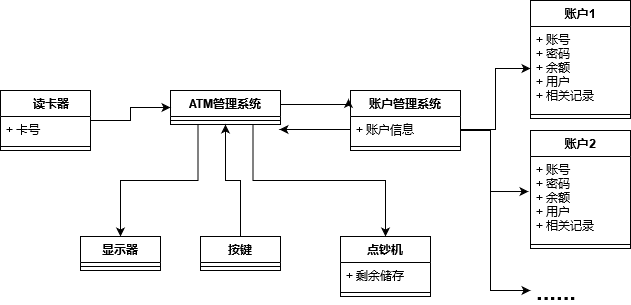 账户1
+ 账号
+ 密码
+ 余额
+ 用户
+ 相关记录
读卡器
+ 卡号
ATM管理系统
账户管理系统
+ 账户信息
账户2
+ 账号
+ 密码
+ 余额
+ 用户
+ 相关记录
显示器
按键
点钞机
+ 剩余储存
……